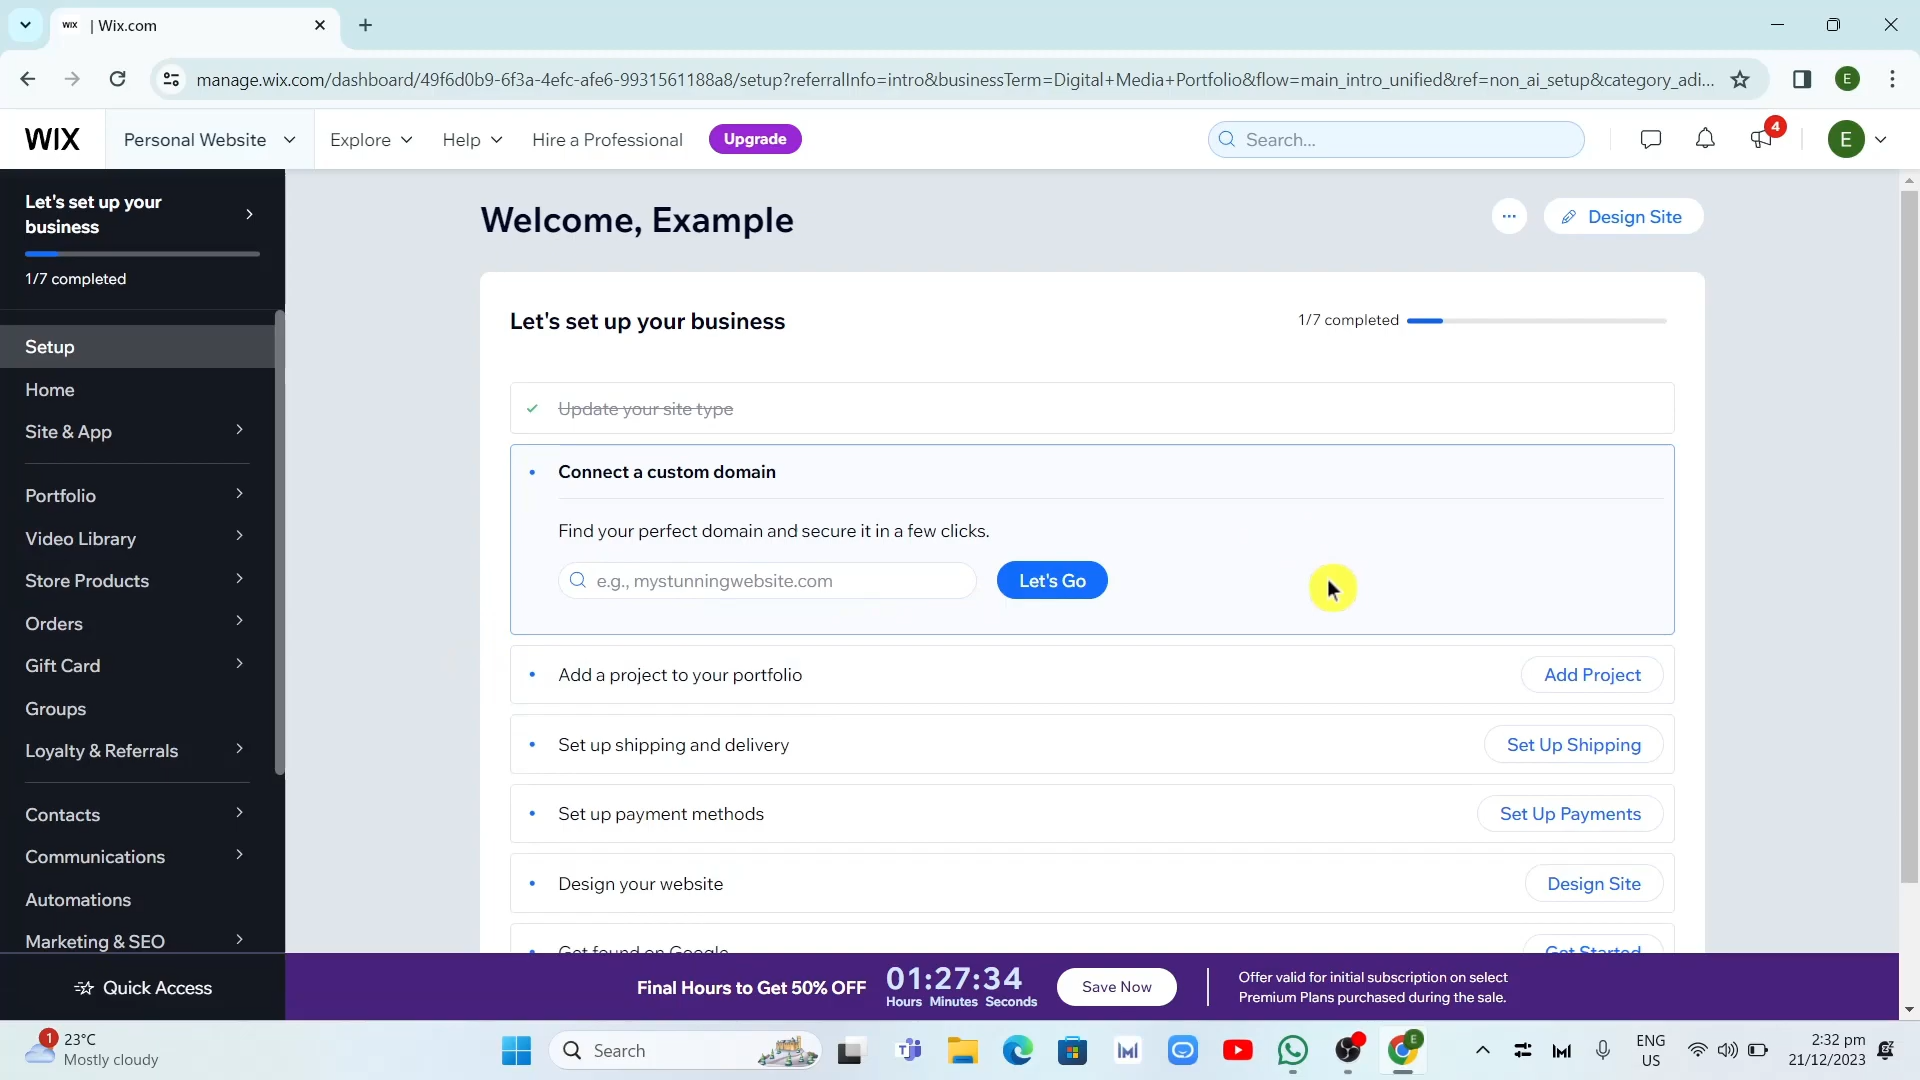 WIX | Wix.com
manage.wix.com/dashboard/49f6d0b9-6f3a-4efc-afe6-9931561188a8/setup?referralInfo=intro&businessTerm=Digital+Media+Portfolio&flow=main_intro_unified&ref=non_ai_setup&category_adi...
E
WIX
Personal Website
Explore
Help
Hire a Professional
Upgrade
Search...
4
E
Let's set up your
business
1/7 completed
Setup
Home
Site & App
Portfolio
Video Library
Store Products
Orders
Gift Card
Groups
Loyalty & Referrals
Contacts
Communications
Automations
Marketing & SEO
Quick Access
Welcome, Example
Design Site
Let's set up your business
1/7 completed
Update your site type
Connect a custom domain
Find your perfect domain and secure it in a few clicks.
e.g., mystunningwebsite.com
Let's Go
Add a project to your portfolio
Add Project
Set up shipping and delivery
Set Up Shipping
Set up payment methods
Set Up Payments
Design your website
Design Site
Get found on Google
Get Started
Final Hours to Get 50% OFF
01:27:34
Hours Minutes Seconds
Save Now
Offer valid for initial subscription on select
Premium Plans purchased during the sale.
1
23°C
Mostly cloudy
Search
E
ENG
US
2:32 pm
21/12/2023